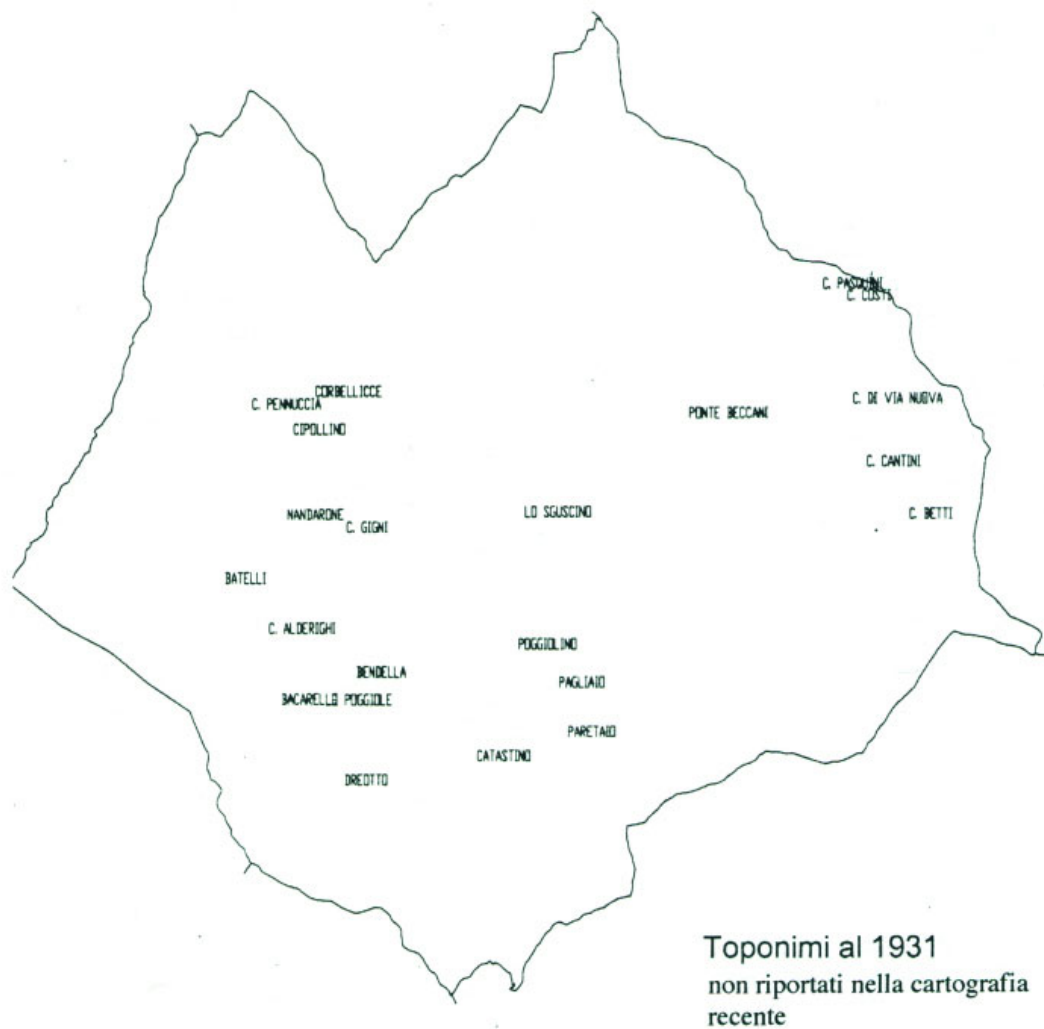 C. PASQUINI
C. COSTI
CORBELLICCE
C. PENNUCCIA
C. DI VIA NUOVA
PONTE BECCANI
CIPOLLINO
C. CANTINI
NANDARONE
LO SGUSCINO
C. BETTI
C. GIGNI
BATELLI
C. ALDERIGHI
POGGIOLINO
BENDELLA
PAGLIAIO
BACARELLO POGGIOLE
PARETAIO
CATASTINO
DREOTTO
Toponimi al 1931
non riportati nella cartografia
recente